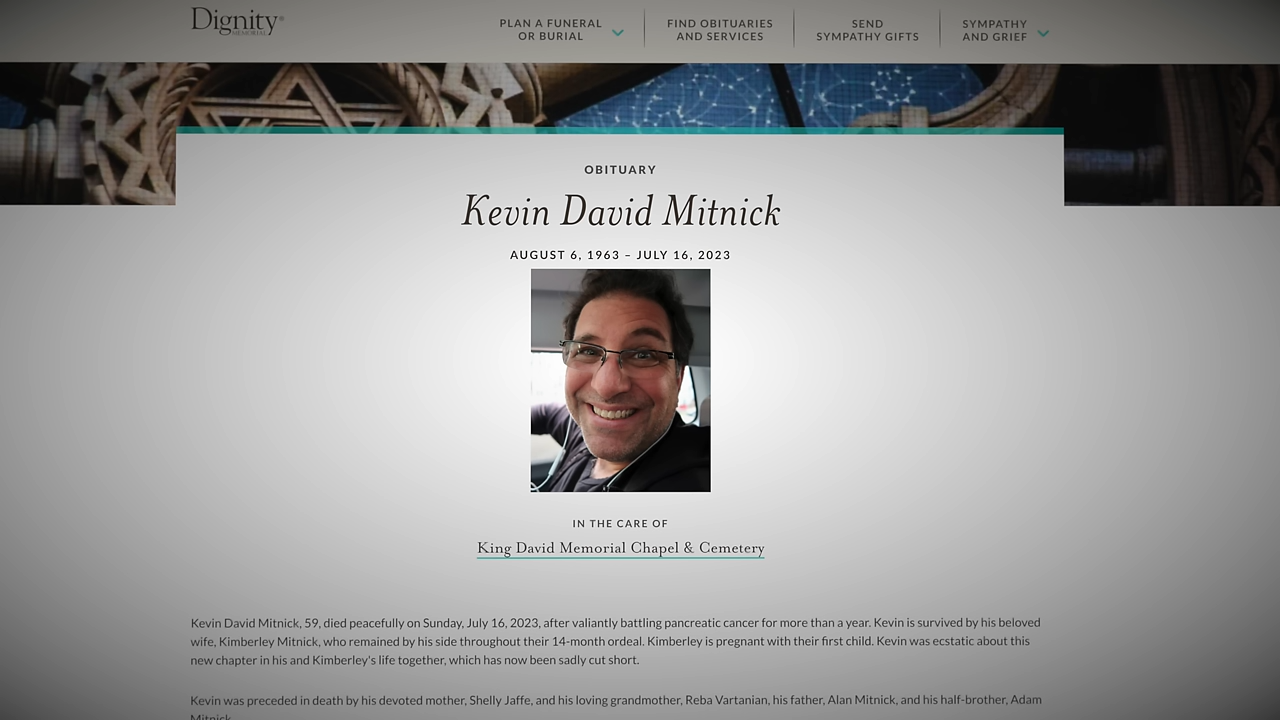 Dignity®
MEMORIAL
PLAN A FUNERAL
OR BURIAL
FIND OBITUARIES
AND SERVICES
SEND
SYMPATHY GIFTS
SYMPATHY
AND GRIEF
OBITUARY
Kevin David Mitnick
AUGUST 6, 1963 – JULY 16, 2023
IN THE CARE OF
King David Memorial Chapel & Cemetery
Kevin David Mitnick, 59, died peacefully on Sunday, July 16, 2023, after valiantly battling pancreatic cancer for more than a year. Kevin is survived by his beloved
wife, Kimberley Mitnick, who remained by his side throughout their 14-month ordeal. Kimberley is pregnant with their first child. Kevin was ecstatic about this
new chapter in his and Kimberley's life together, which has now been sadly cut short.
Kevin was preceded in death by his devoted mother, Shelly Jaffe, and his loving grandmother, Reba Vartanian, his father, Alan Mitnick, and his half-brother, Adam
Mitnick.